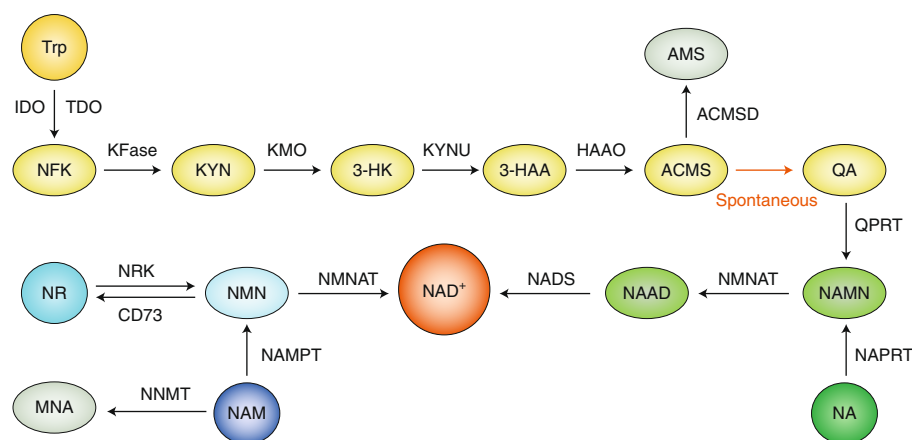 Trp
AMS
IDO TDO
ACMSD
KFase KMO KYNU HAAO
NFK KYN 3-HK 3-HAA ACMS QA
Spontaneous
QPRT
NRK NMNAT NADS NMNAT
NR NMN NAD⁺ NAAD NAMN
CD73
NAMPT NAPRT
NNMT
MNA NAM NA